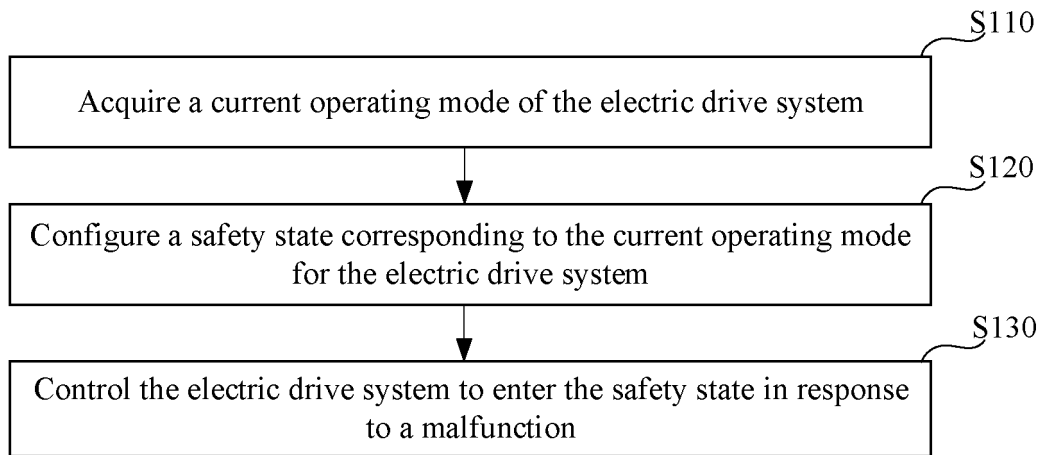 S110
Acquire a current operating mode of the electric drive system
S120
Configure a safety state corresponding to the current operating mode
for the electric drive system
S130
Control the electric drive system to enter the safety state in response
to a malfunction